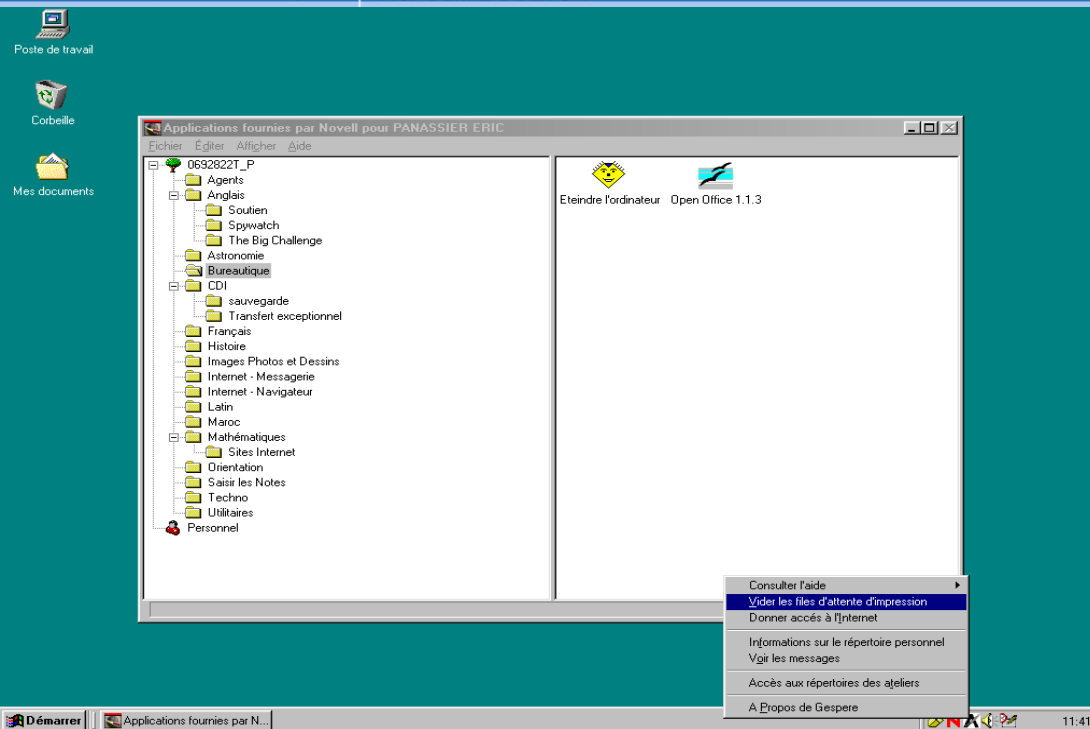 Poste de travail
Corbeille
Mes documents
Applications fournies par Novell pour PANASSIER ERIC
Fichier Éditer Afficher Aide
0692822T_P
Agents
Anglais
Soutien
Spywatch
The Big Challenge
Astronomie
Bureautique
CDI
sauvegarde
Transfert exceptionnel
Français
Histoire
Images Photos et Dessins
Internet - Messagerie
Internet - Navigateur
Latin
Maroc
Mathématiques
Sites Internet
Orientation
Saisir les Notes
Techno
Utilitaires
Personnel
Eteindre l'ordinateur Open Office 1.1.3
Consulter l'aide
Vider les files d'attente d'impression
Donner accés à l'Internet
Informations sur le répertoire personnel
Voir les messages
Accès aux répertoires des ateliers
A Propos de Gespere
Démarrer Applications fournies par N... 11:41